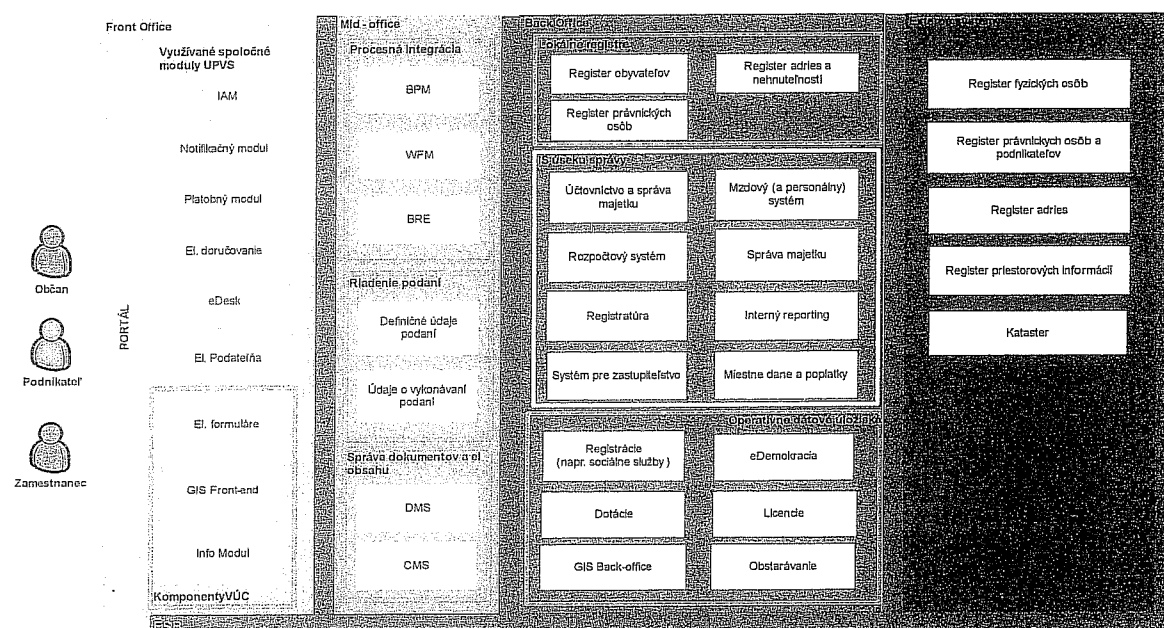 Front Office
Využívané spoločné
moduly UPVS
IAM
Notifikačný modul
Platobný modul
El. doručovanie
eDesk
El. Podateľňa
El. formuláre
GIS Front-end
Info Modul
KomponentyVÚC
PORTÁL
Občan
Podnikateľ
Zamestnanec
Mid - office
Procesná Integrácia
BPM
WFM
BRE
Riadenie podaní
Definičné údaje
podaní
Údaje o vykonávaní
podaní
Správa dokumentov a el
obsahu
DMS
CMS
Back Office
Lokálne registre
Register obyvateľov
Register adries a
nehnuteľností
Register právnických
osôb
IS úseku správy
Účtovníctvo a správa
majetku
Mzdový (a personálny)
systém
Rozpočtový systém
Správa majetku
Registratúra
Interný reporting
Systém pre zastupiteľstvo
Miestne dane a poplatky
Operatívne dátové úložisko
Registrácie
(napr. sociálne služby )
eDemokracia
Dotácie
Licencie
GIS Back-office
Obstarávanie
Register fyzických osôb
Register právnických osôb a
podnikateľov
Register adries
Register priestorových informácií
Kataster
ESB